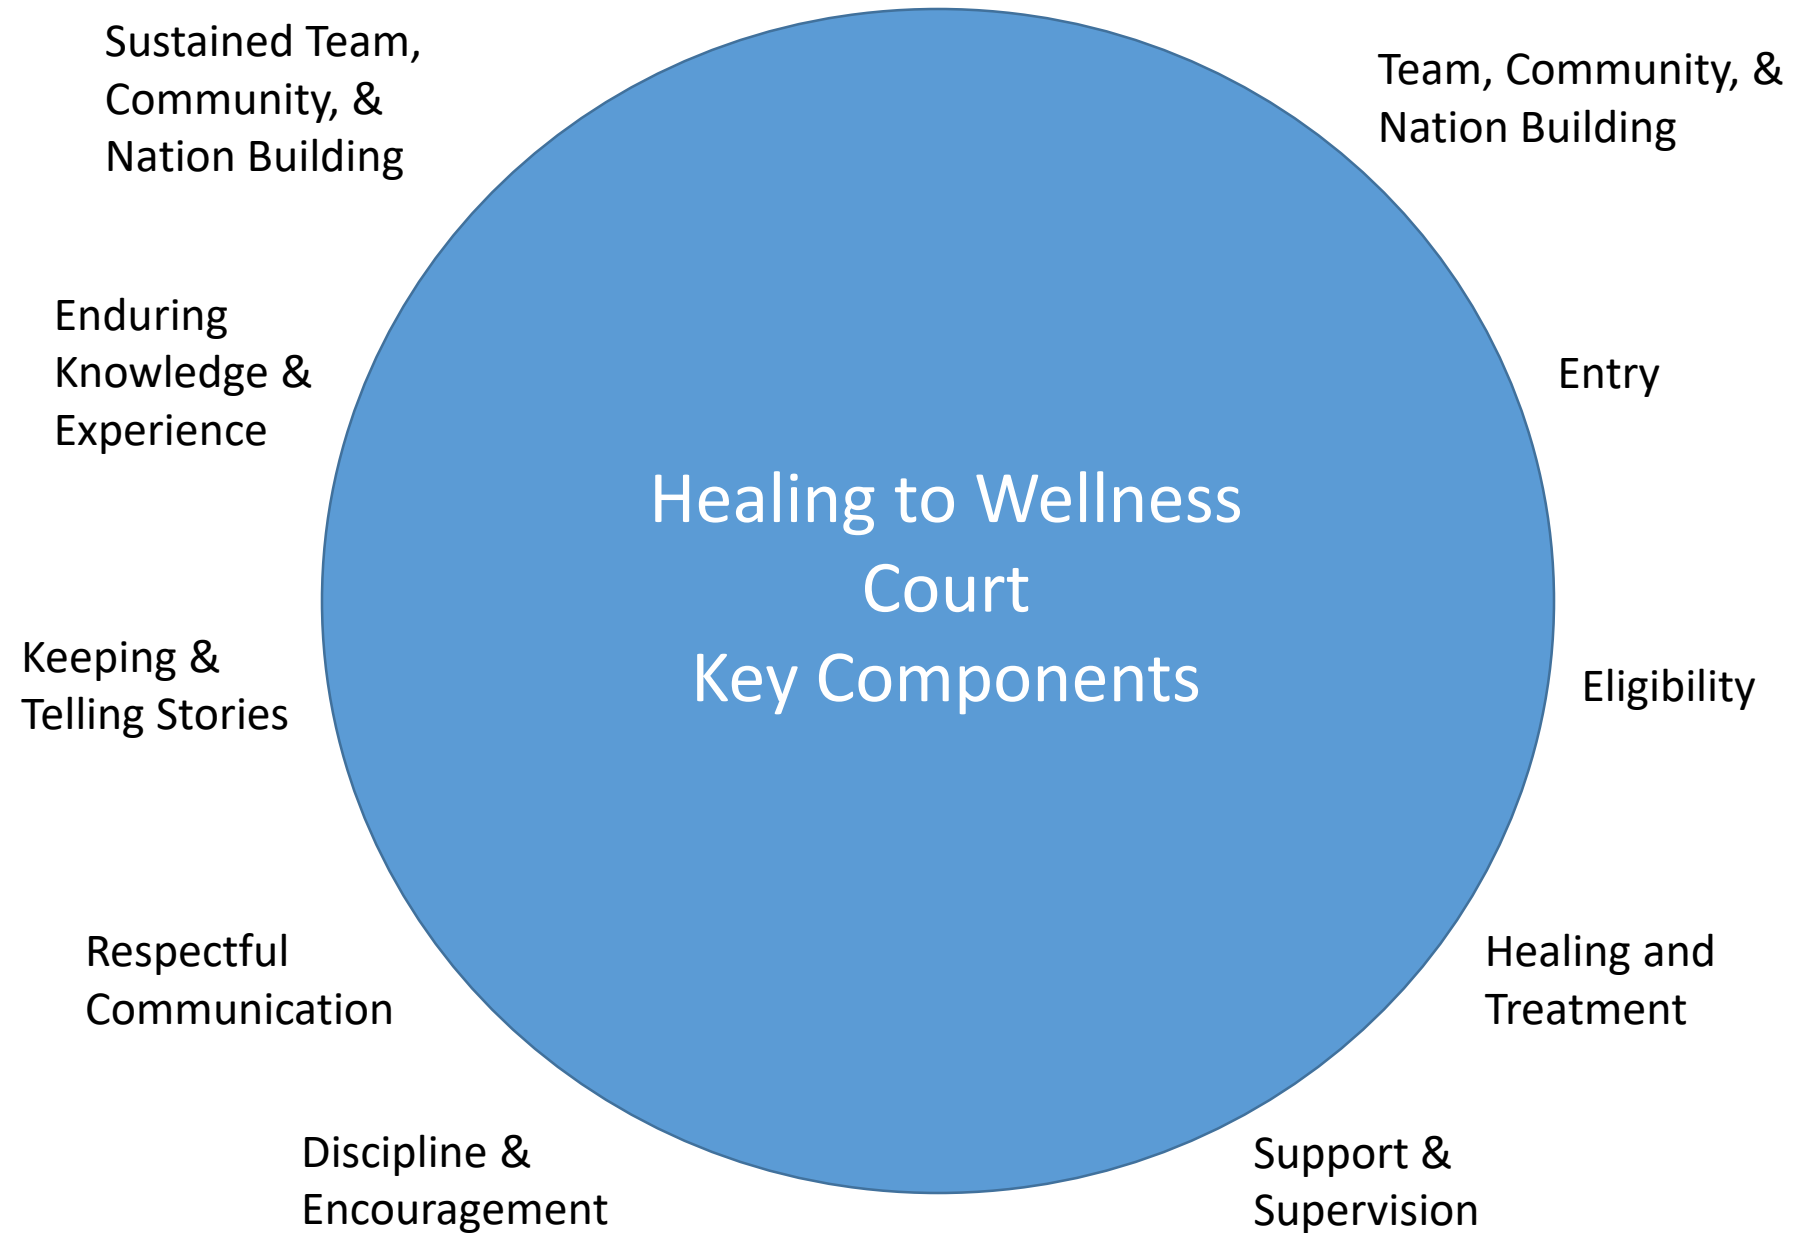 Sustained Team,
Community, &
Nation Building
Team, Community, &
Nation Building
Enduring
Knowledge &
Experience
Entry
Healing to Wellness
Court
Key Components
Keeping &
Telling Stories
Eligibility
Respectful
Communication
Healing and
Treatment
Discipline &
Encouragement
Support &
Supervision